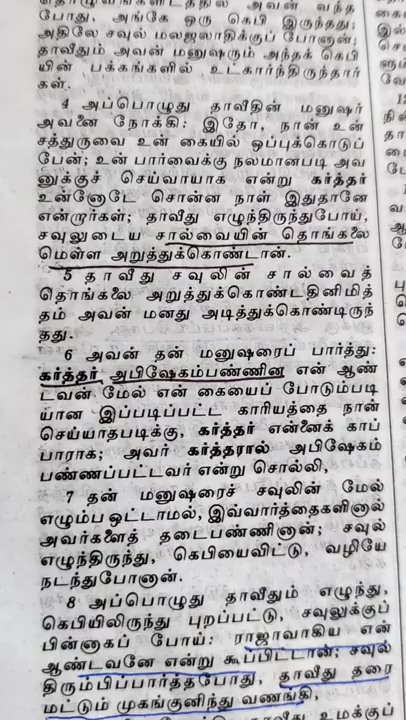 தொழுவங்களிடத்தில் அவன் வந்த
போது, அங்கே ஒரு கெபி இருந்தது;
அதிலே சவுல் மலஜலாதிக்குப் போனான்;
தாவீதும் அவன் மனுஷரும் அந்தக் கெபி
யின் பக்கங்களில் உட்கார்ந்திருந்தார்
கள்.
4 அப்பொழுது தாவீதின் மனுஷர்
அவனை நோக்கி: இதோ, நான் உன்
சத்துருவை உன் கையில் ஒப்புக்கொடுப்
பேன்; உன் பார்வைக்கு நலமானபடி அவ
னுக்குச் செய்வாயாக என்று கர்த்தர்
உன்னோடே சொன்ன நாள் இதுதானே
என்றார்கள்; தாவீது எழுந்திருந்துபோய்,
சவுலுடைய சால்வையின் தொங்கலை
மெள்ள அறுத்துக்கொண்டான்.
5 தாவீது சவுலின் சால்வைத்
தொங்கலை அறுத்துக்கொண்டதினிமித்
தம் அவன் மனது அடித்துக்கொண்டிருந்
தது.
6 அவன் தன் மனுஷரைப் பார்த்து:
கர்த்தர் அபிஷேகம்பண்ணின என் ஆண்
டவன் மேல் என் கையைப் போடும்படி
யான இப்படிப்பட்ட காரியத்தை நான்
செய்யாதபடிக்கு, கர்த்தர் என்னைக் காப்
பாராக; அவர் கர்த்தரால் அபிஷேகம்
பண்ணப்பட்டவர் என்று சொல்லி,
7 தன் மனுஷரைச் சவுலின் மேல்
எழும்ப ஒட்டாமல், இவ்வார்த்தைகளினால்
அவர்களைத் தடைபண்ணினான்; சவுல்
எழுந்திருந்து, கெபியைவிட்டு, வழியே
நடந்துபோனான்.
8 அப்பொழுது தாவீதும் எழுந்து,
கெபியிலிருந்து புறப்பட்டு, சவுலுக்குப்
பின்னாகப் போய்: ராஜாவாகிய என்
ஆண்டவனே என்று கூப்பிட்டான்; சவுல்
திரும்பிப்பார்த்தபோது, தாவீது தரை
மட்டும் முகங்குனிந்து வணங்கி,